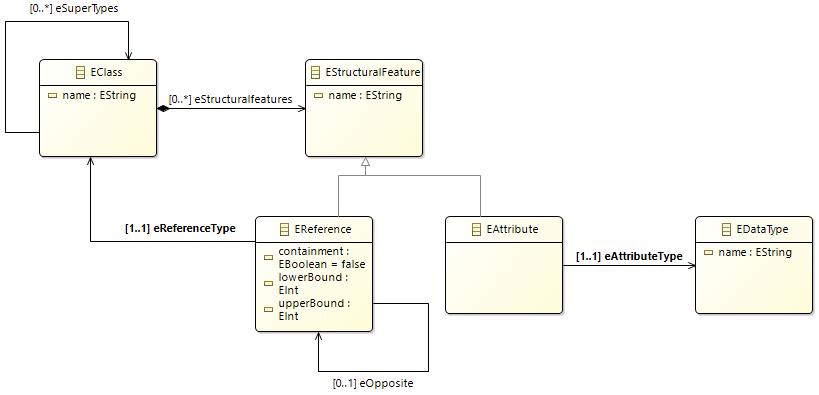 [0..*] eSuperTypes
EClass
name : EString
[0..*] eStructuralfeatures
EStructuralFeature
name : EString
[1..1] eReferenceType
EReference
containment :
EBoolean = false
lowerBound :
EInt
upperBound :
EInt
[0..1] eOpposite
EAttribute
[1..1] eAttributeType
EDataType
name : EString